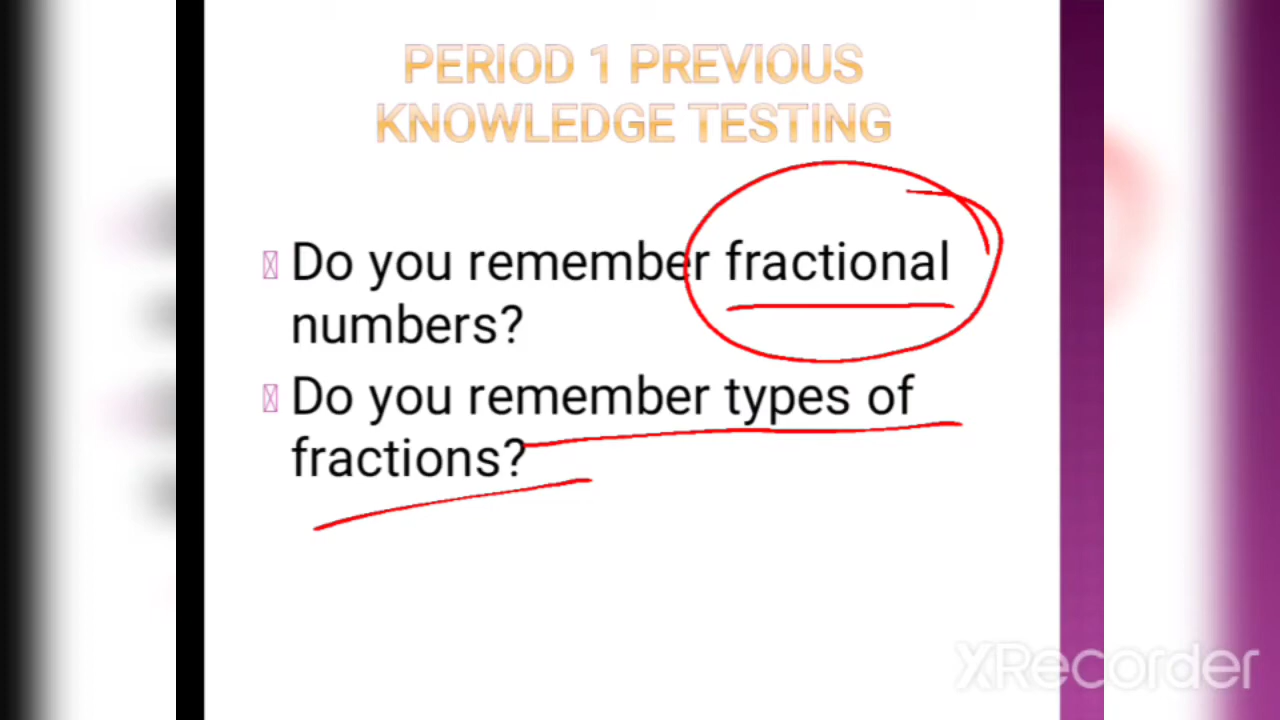 PERIOD 1 PREVIOUS
KNOWLEDGE TESTING
Do you remember fractional
numbers?
Do you remember types of
fractions?
XRecorder